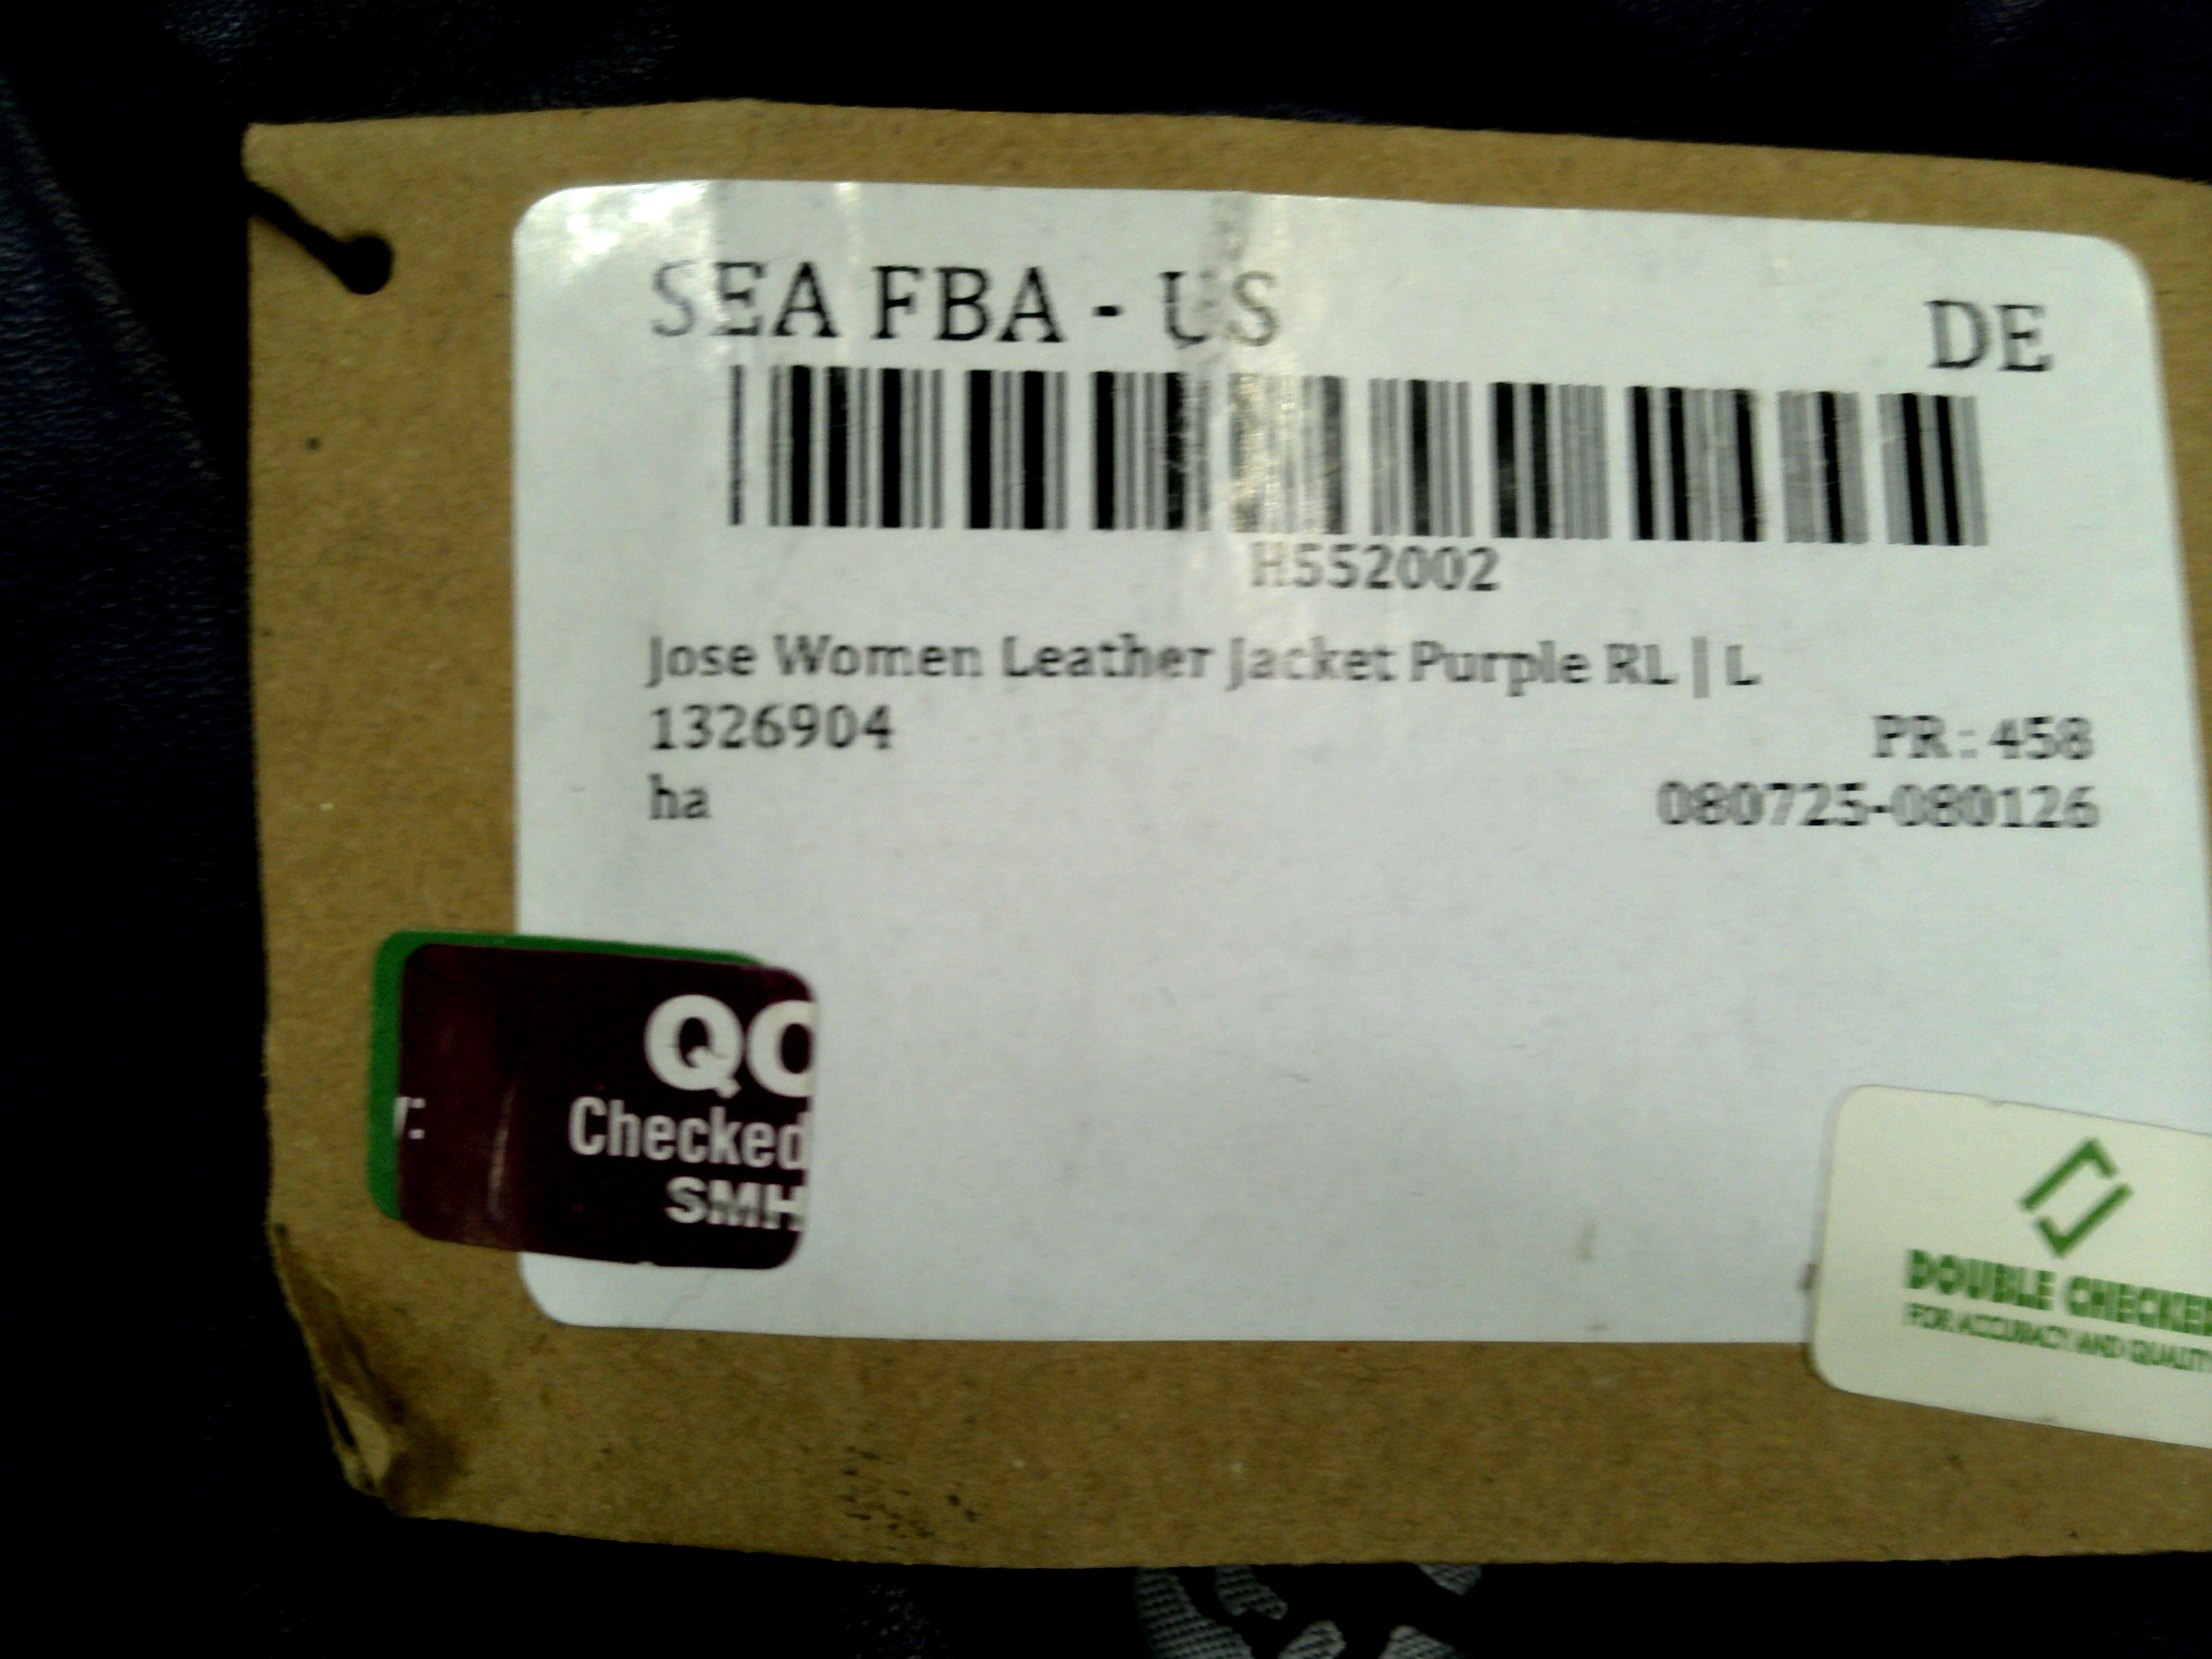 SEA FBA - US
DE
H552002
Jose Women Leather Jacket Purple RL | L
1326904
PR : 458
ha
080725-080126
QC
Checked
SMH
DOUBLE CHECKED
FOR ACCURACY AND QUALITY